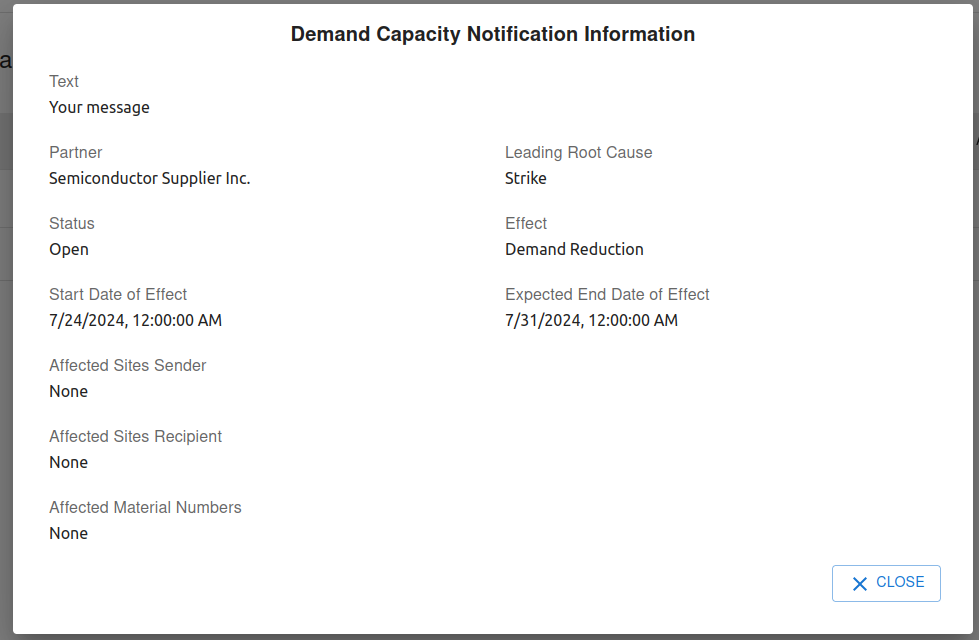 Demand Capacity Notification Information
Text
Your message
Partner
Semiconductor Supplier Inc.
Leading Root Cause
Strike
Status
Open
Effect
Demand Reduction
Start Date of Effect
7/24/2024, 12:00:00 AM
Expected End Date of Effect
7/31/2024, 12:00:00 AM
Affected Sites Sender
None
Affected Sites Recipient
None
Affected Material Numbers
None
CLOSE